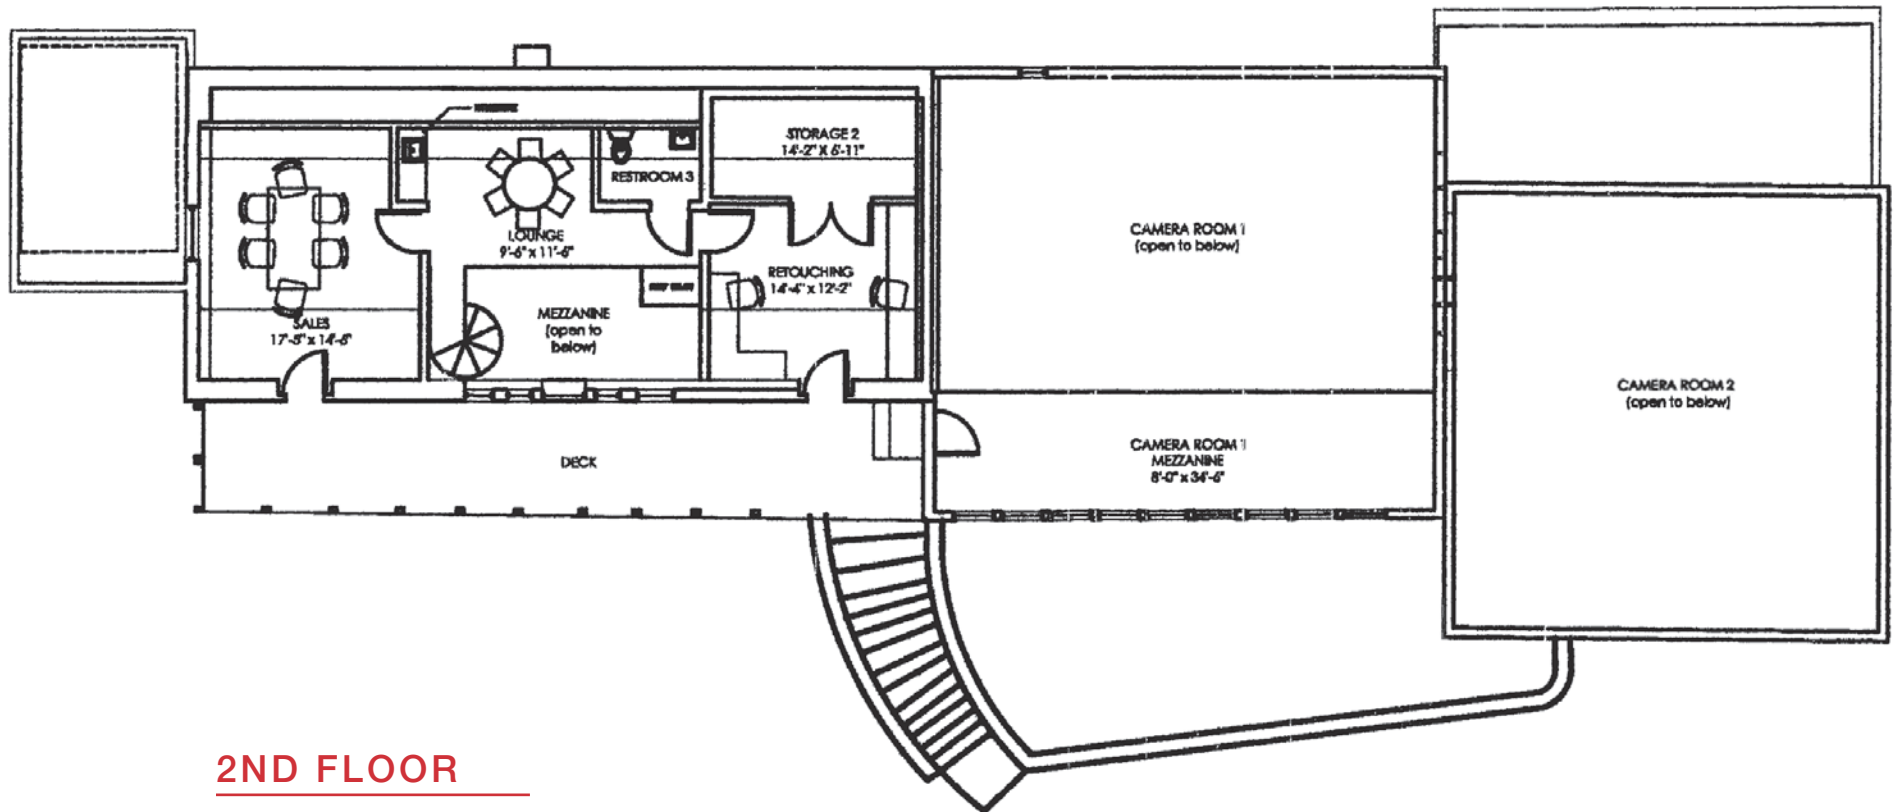 STORAGE 2
14'-2" X 6'-11"
RESTROOM 3
LOUNGE
9'-6" x 11'-6"
RETOUCHING
14'-4" x 12'-2"
MEZZANINE
(open to
below)
SALES
17'-5" x 14'-6"
CAMERA ROOM 1
(open to below)
CAMERA ROOM 2
(open to below)
CAMERA ROOM 1
MEZZANINE
8'-0" x 34'-6"
DECK
2ND FLOOR